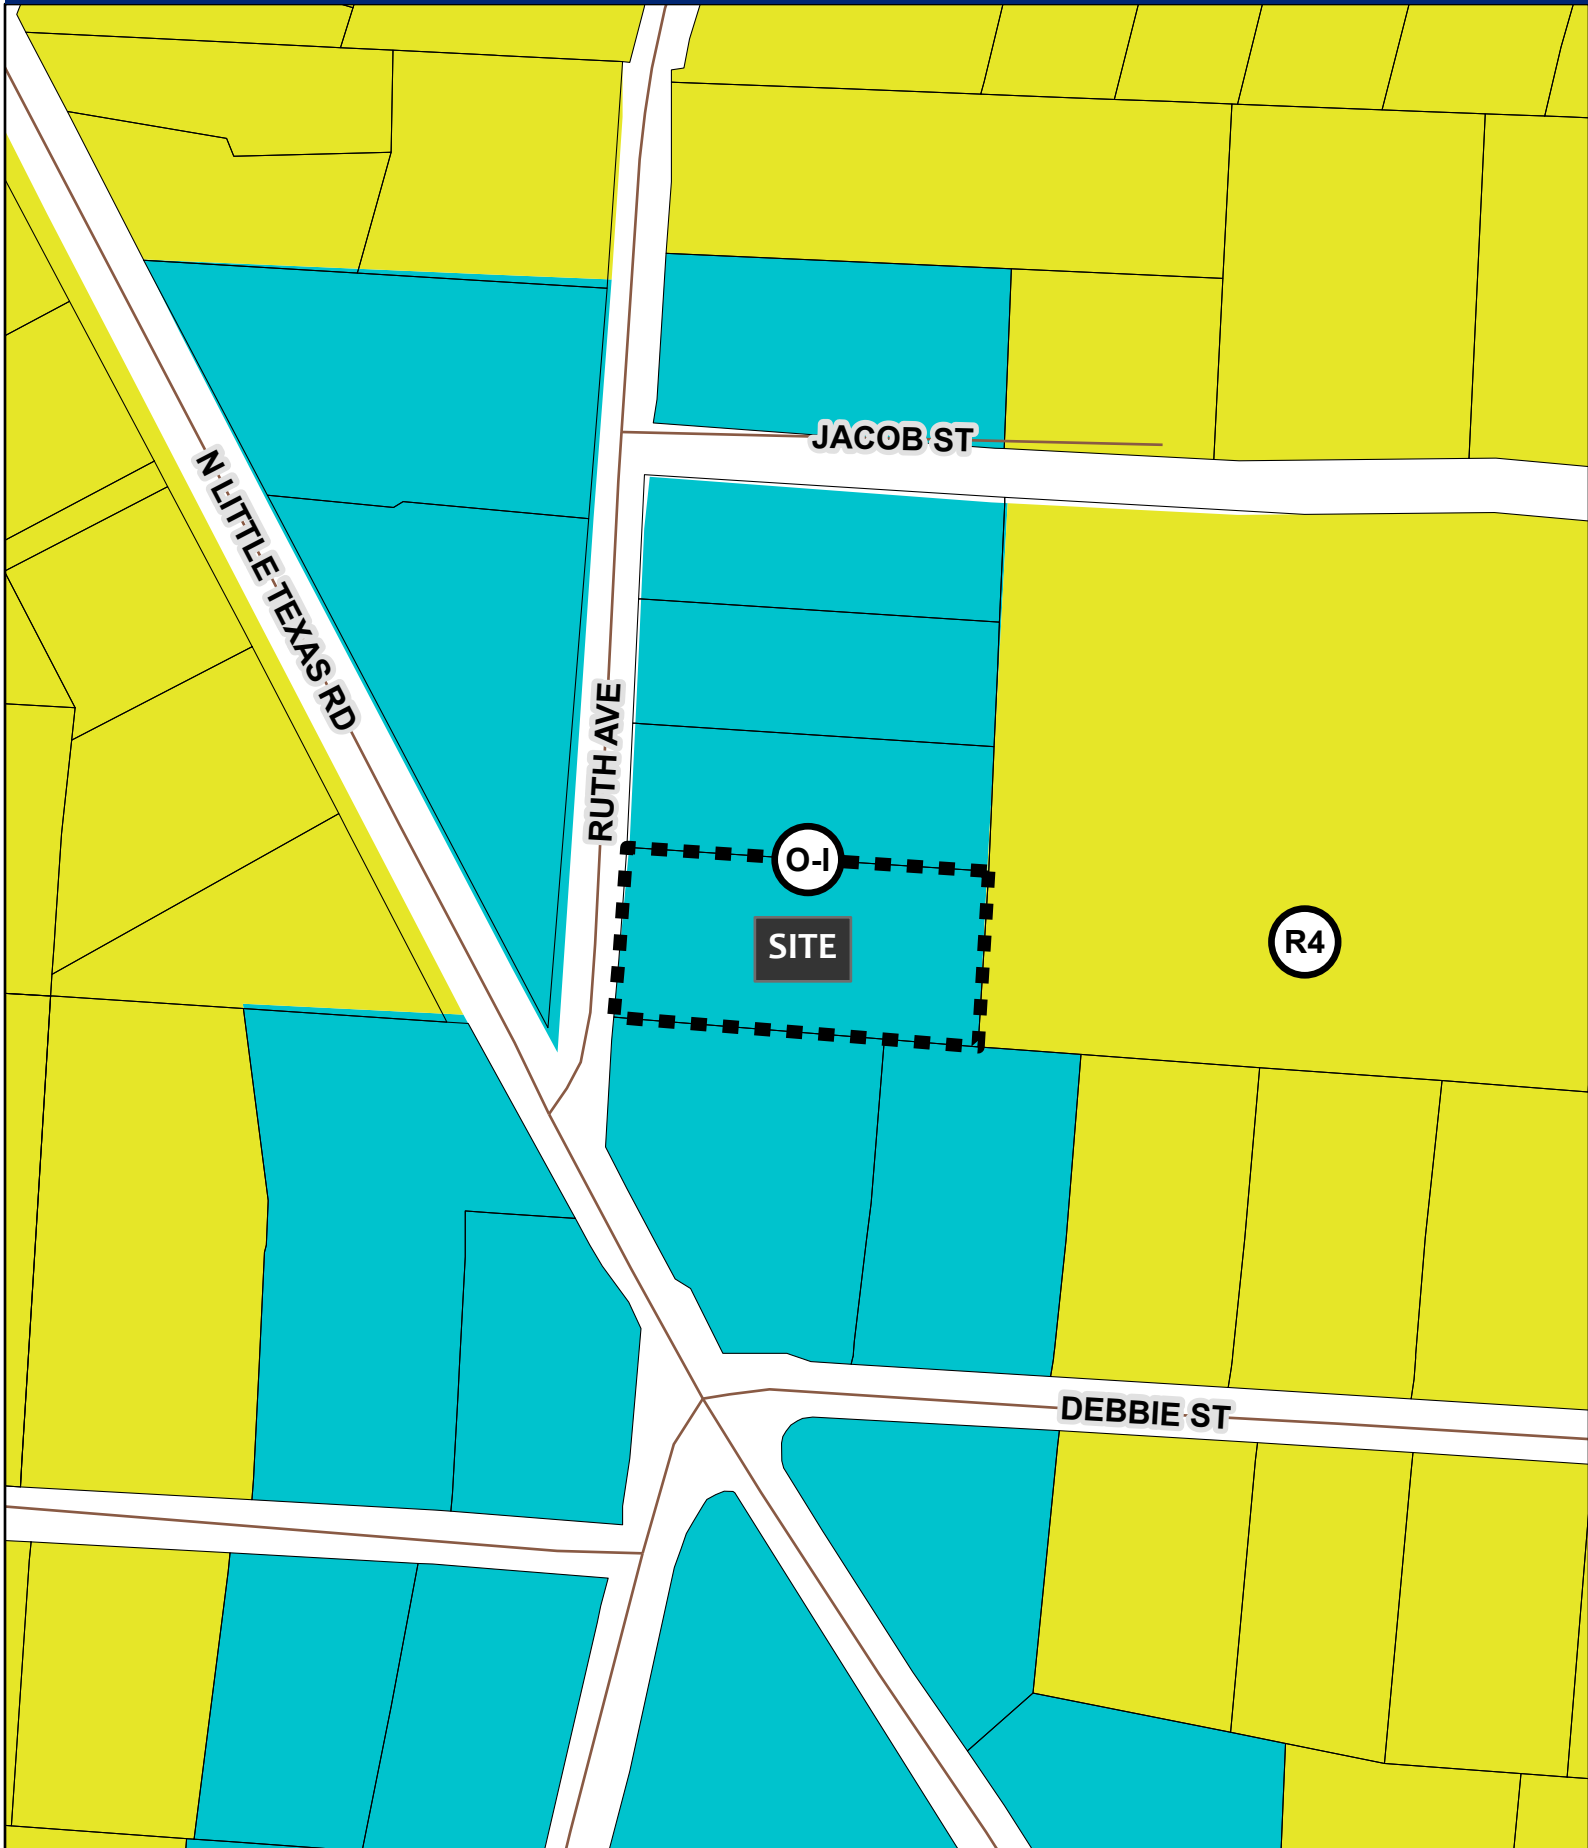 JACOB ST
N LITTLE TEXAS RD
RUTH AVE
O-I
SITE
R4
DEBBIE ST